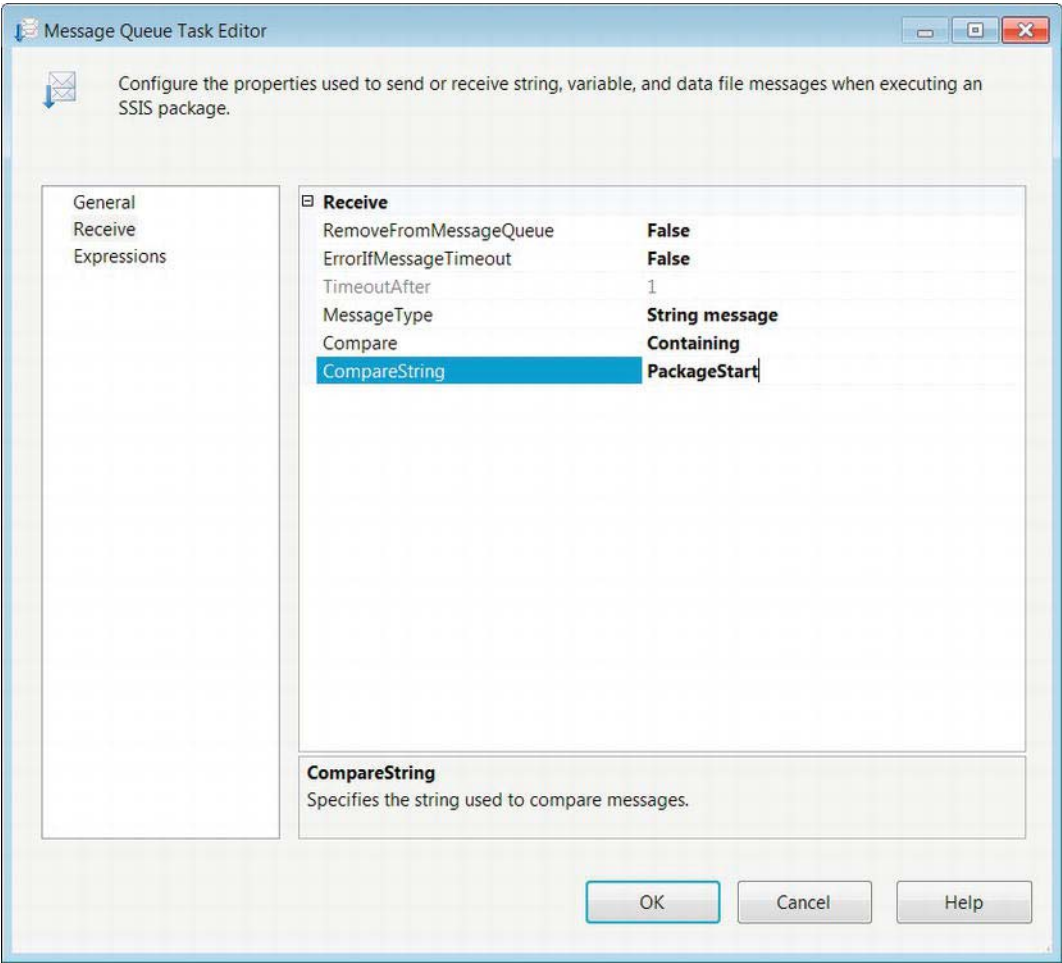 Message Queue Task Editor
Configure the properties used to send or receive string, variable, and data file messages when executing an
SSIS package.
General
Receive
Expressions
Receive
RemoveFromMessageQueue False
ErrorIfMessageTimeout False
TimeoutAfter 1
MessageType String message
Compare Containing
CompareString PackageStart
CompareString
Specifies the string used to compare messages.
OK Cancel Help